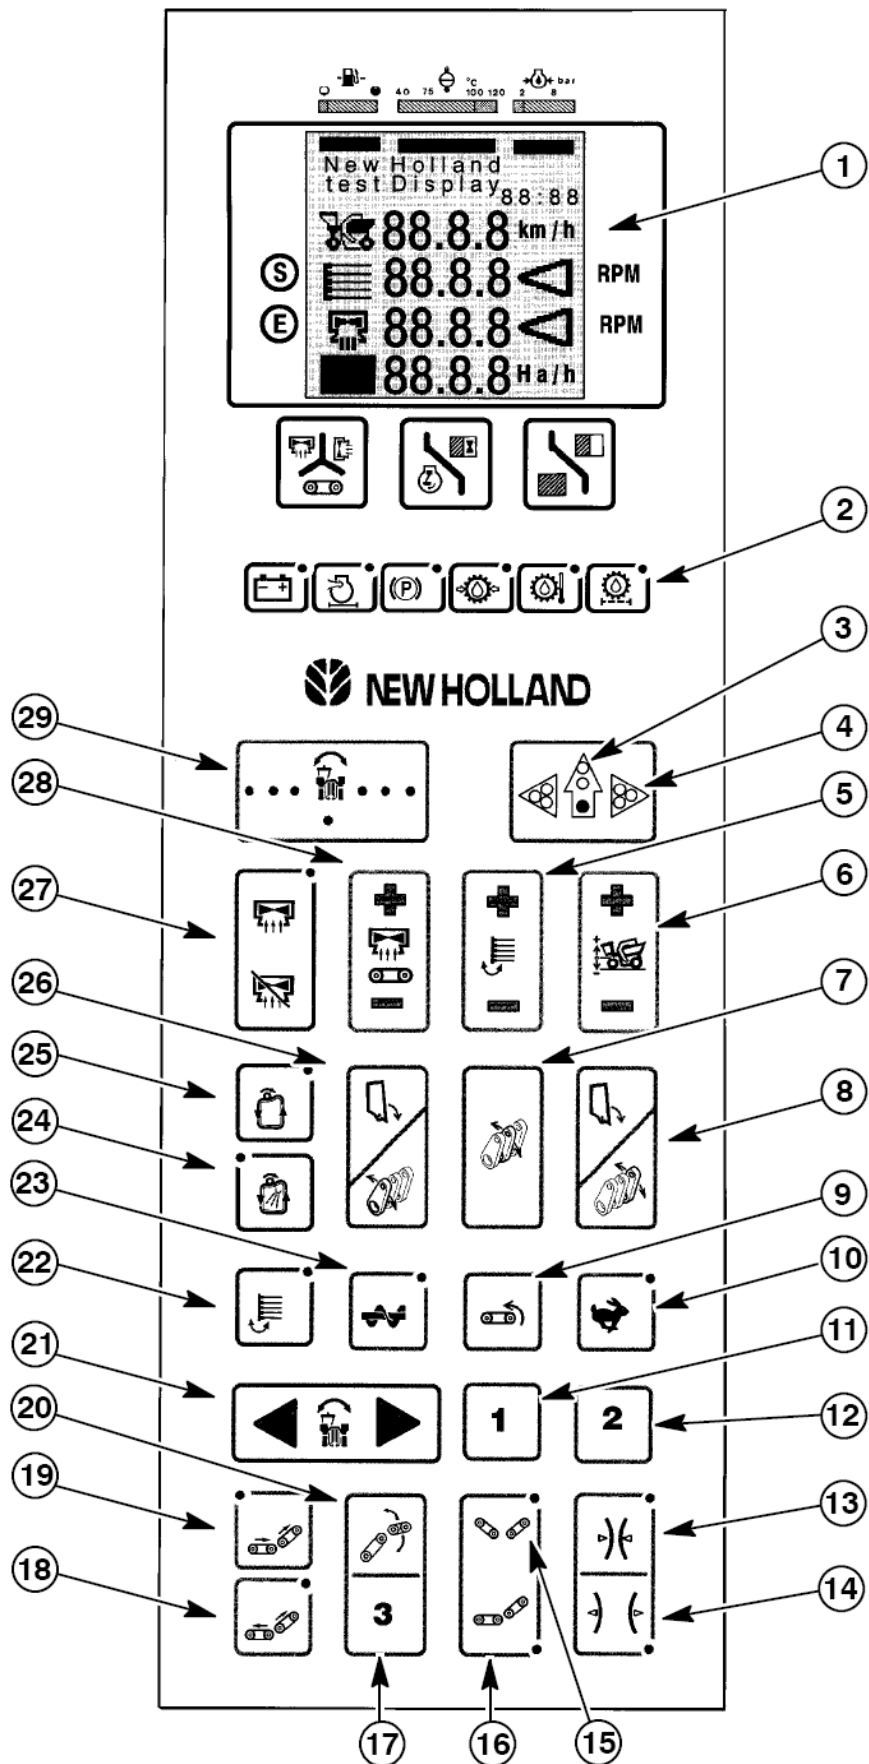 °C
bar
40 75 100 120 2 8
New Holland
test Display
88:88
88.8.8 km/h
S 88.8.8 RPM
E 88.8.8 RPM
88.8.8 Ha/h
- +
(P)
NEW HOLLAND
+ + +
+
-
- - -
1 2
3
1
2
3
4
5
6
7
8
9
10
11
12
13
14
15
16
17
18
19
20
21
22
23
24
25
26
27
28
29